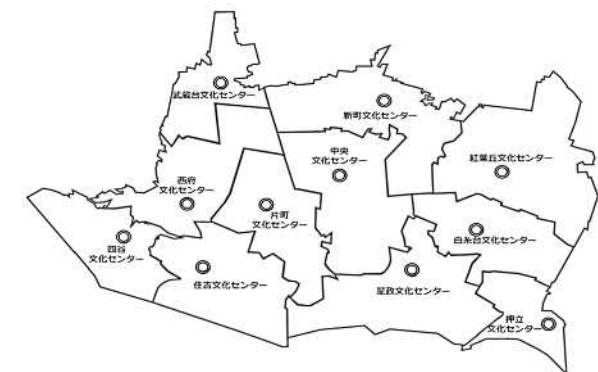 武蔵台文化センター
新町文化センター
中央
文化センター
紅葉丘文化センター
西府
文化センター
片町
文化センター
白糸台文化センター
四谷
文化センター
住吉文化センター
是政文化センター
押立
文化センター